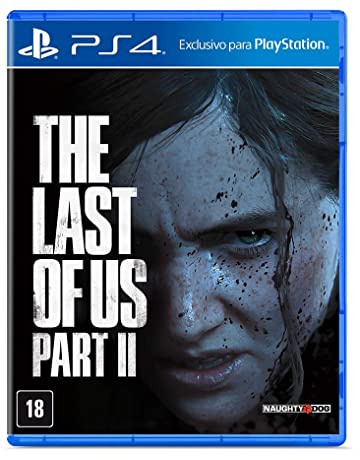 PS4
Exclusivo para PlayStation®
THE
LAST
OF US
PART II
18
NAUGHTY DOG